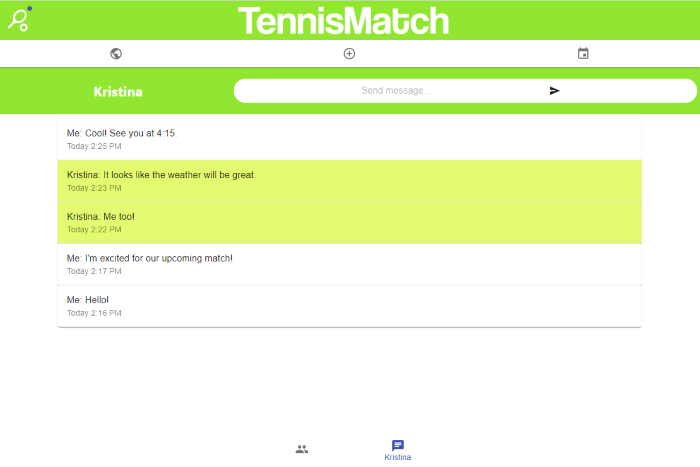 TennisMatch
Kristina
Send message...
Me: Cool! See you at 4:15.
Today 2:25 PM
Kristina: It looks like the weather will be great.
Today 2:23 PM
Kristina: Me too!
Today 2:22 PM
Me: I'm excited for our upcoming match!
Today 2:17 PM
Me: Hello!
Today 2:16 PM
Kristina